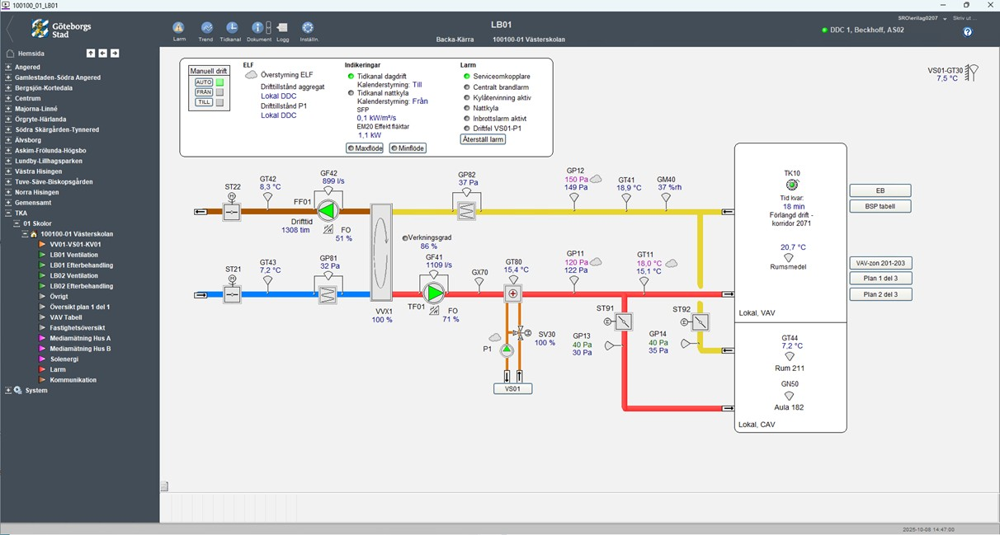 100100_01_LB01
Göteborgs
Stad
Larm
Trend
Tidkanal
Dokument
Logg
Inställn.
LB01
Backa-Kärra
100100-01 Västerskolan
SRO\erilag0207
Skriv ut ...
DDC 1, Beckhoff, AS02
Hemsida
Angered
Gamlestaden-Södra Angered
Bergsjön-Kortedala
Centrum
Majorna-Linné
Örgryte-Härlanda
Södra Skärgården-Tynnered
Älvsborg
Askim-Frölunda-Högsbo
Lundby-Lillhagsparken
Västra Hisingen
Tuve-Säve-Biskopsgården
Norra Hisingen
Gemensamt
TKA
01 Skolor
100100-01 Västerskolan
VV01-VS01-KV01
LB01 Ventilation
LB01 Efterbehandling
LB02 Ventilation
LB02 Efterbehandling
Övrigt
Översikt plan 1 del 1
VAV Tabell
Fastighetsöversikt
Mediamätning Hus A
Mediamätning Hus B
Solenergi
Larm
Kommunikation
System
Manuell drift
AUTO
FRÅN
TILL
ELF
Överstyrning ELF
Drifttillstånd aggregat
Lokal DDC
Drifttillstånd P1
Lokal DDC
Indikeringar
Tidkanal dagdrift
Kalenderstyrning: Till
Tidkanal nattkyla
Kalenderstyrning: Från
SFP
0,1 kW/m³/s
EM20 Effekt fläktar
1,1 kW
Maxflöde
Minflöde
Larm
Serviceomkopplare
Centralt brandlarm
Kylåtervinning aktiv
Nattkyla
Inbrottslarm aktivt
Driftfel VS01-P1
Återställ larm
VS01-GT30
7,5 °C
ST22
GT42
8,3 °C
GF42
899 l/s
FF01
Drifttid
1308 tim
FO
51 %
GP82
37 Pa
GP12
150 Pa
149 Pa
GT41
18,9 °C
GM40
37 %rh
Verkningsgrad
86 %
ST21
GT43
7,2 °C
GP81
32 Pa
VVX1
100 %
GF41
1109 l/s
TF01
FO
71 %
GX70
GT80
15,4 °C
GP11
120 Pa
122 Pa
GT11
18,0 °C
15,1 °C
P1
SV30
100 %
VS01
ST91
GP13
40 Pa
30 Pa
ST92
GP14
40 Pa
35 Pa
TK10
Tid kvar:
18 min
Förlängd drift -
korridor 2071
20,7 °C
Rumsmedel
Lokal, VAV
GT44
7,2 °C
Rum 211
GN50
Aula 182
Lokal, CAV
EB
BSP tabell
VAV-zon 201-203
Plan 1 del 3
Plan 2 del 3
2025-10-08 14:47:00